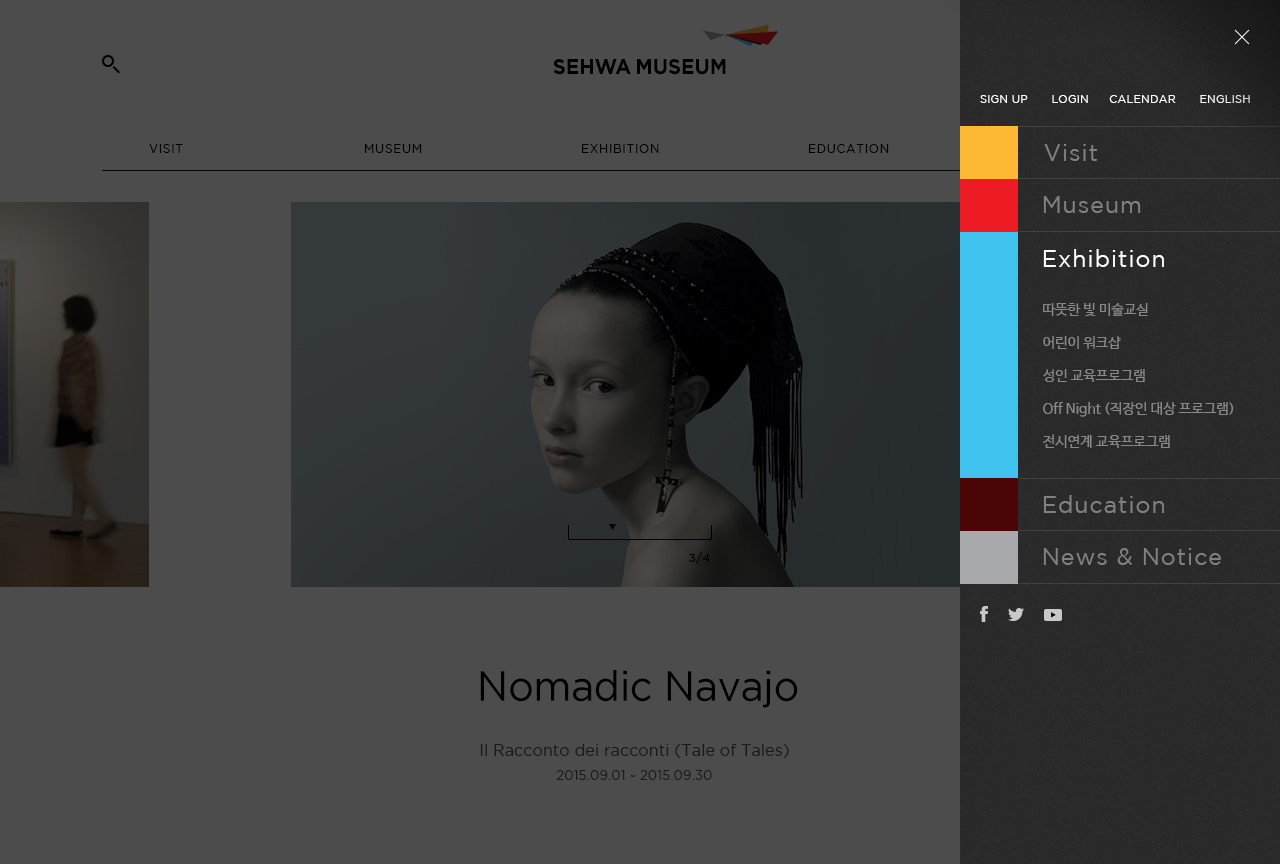 SEHWA MUSEUM
VISIT
MUSEUM
EXHIBITION
EDUCATION
3/4
Nomadic Navajo
Il Racconto dei racconti (Tale of Tales)
2015.09.01 ~ 2015.09.30
SIGN UP
LOGIN
CALENDAR
ENGLISH
Visit
Museum
Exhibition
따뜻한 빛 미술교실
어린이 워크샵
성인 교육프로그램
Off Night (직장인 대상 프로그램)
전시연계 교육프로그램
Education
News & Notice